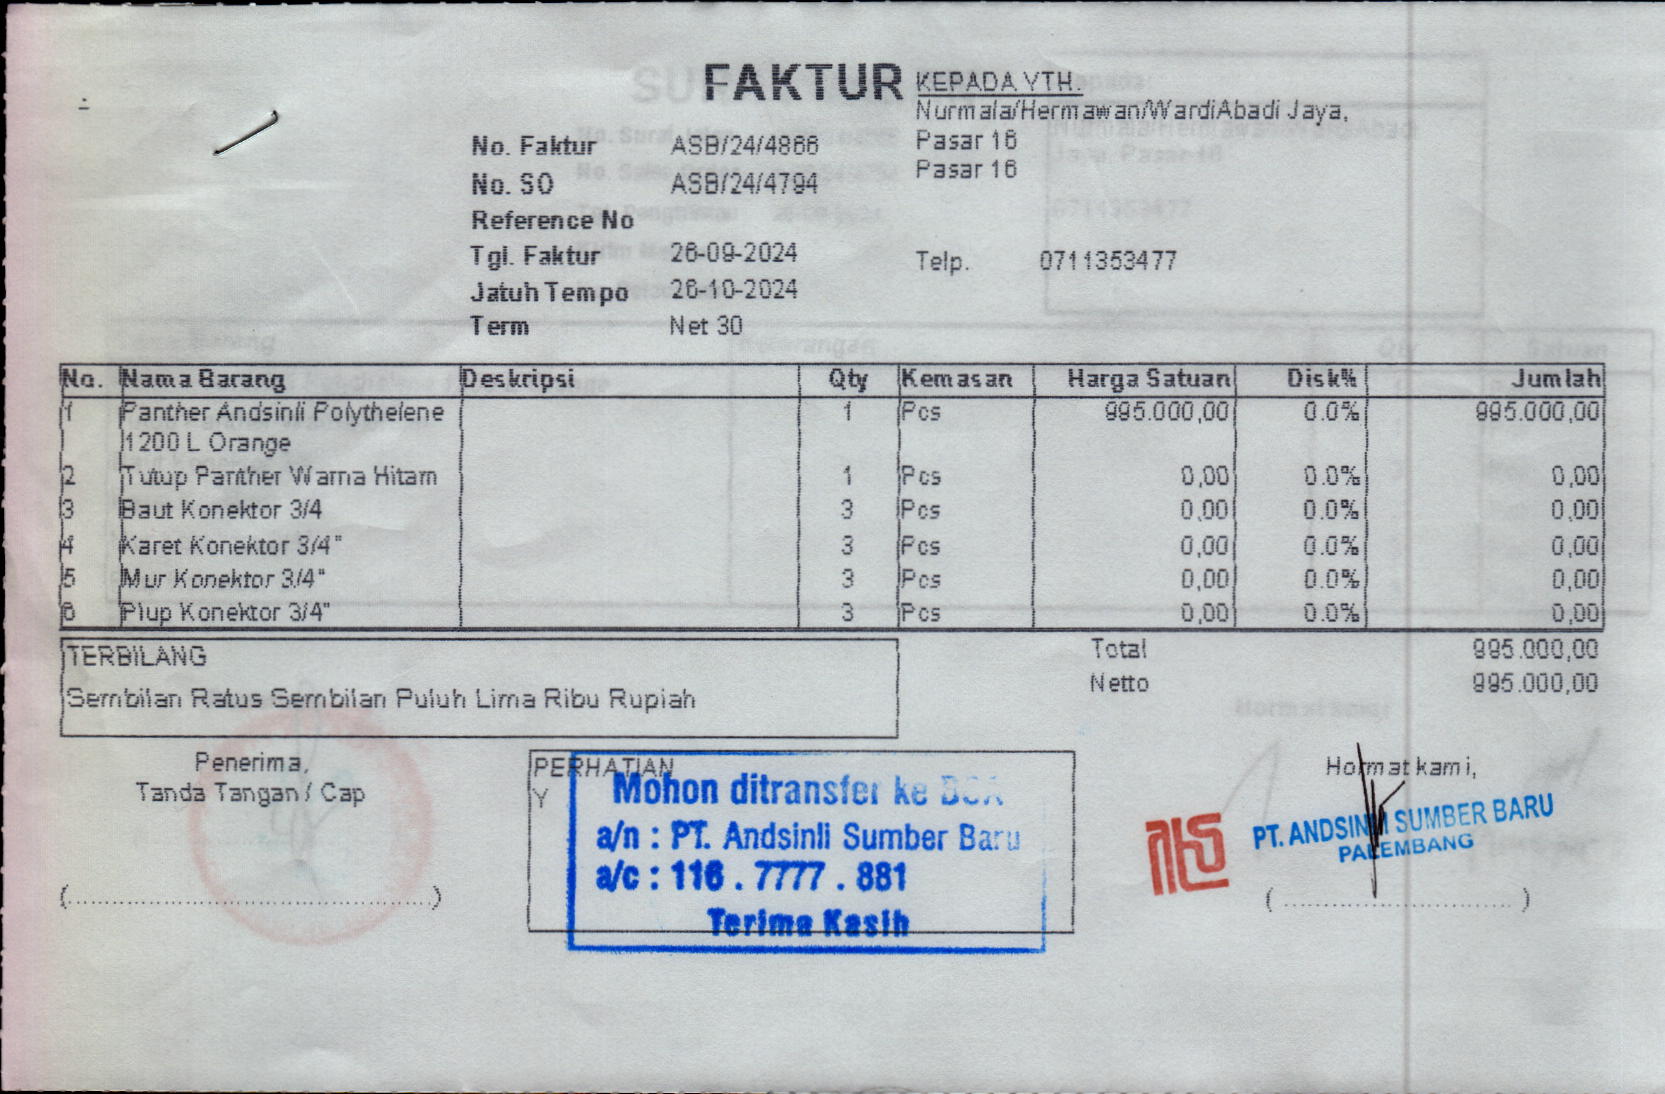 FAKTUR
KEPADA YTH.
Nurmala/Hermawan/WardiAbadi Jaya,
Pasar 16
Pasar 16
Telp. 0711353477
No. Faktur ASB/24/4866
No. SO ASB/24/4794
Reference No
Tgl. Faktur 26-09-2024
Jatuh Tempo 26-10-2024
Term Net 30
No. Nama Barang Deskripsi Qty Kemasan Harga Satuan Disk% Jumlah
1 Panther Andsinli Polythelene 1 Pcs 995.000,00 0.0% 995.000,00
1200 L Orange
2 Tutup Panther Warna Hitam 1 Pcs 0,00 0.0% 0,00
3 Baut Konektor 3/4 3 Pcs 0,00 0.0% 0,00
4 Karet Konektor 3/4" 3 Pcs 0,00 0.0% 0,00
5 Mur Konektor 3/4" 3 Pcs 0,00 0.0% 0,00
6 Plup Konektor 3/4" 3 Pcs 0,00 0.0% 0,00
Total 995.000,00
Netto 995.000,00
TERBILANG
Sembilan Ratus Sembilan Puluh Lima Ribu Rupiah
Penerima,
Tanda Tangan / Cap
(........................................)
PERHATIAN
Y
Mohon ditransfer ke BCA
a/n : PT. Andsinli Sumber Baru
a/c : 116 . 7777 . 881
Terima Kasih
Hormat kami,
PT. ANDSINLI SUMBER BARU
PALEMBANG
(........................................)